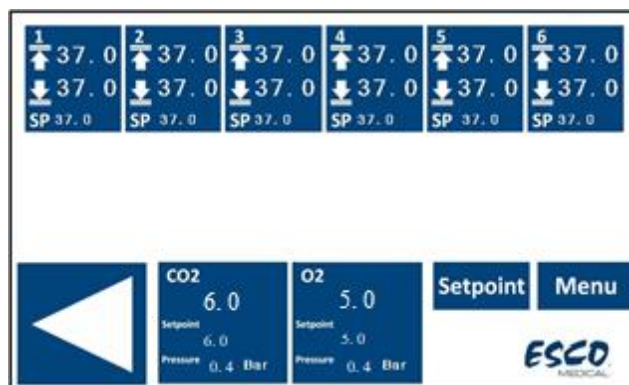 1 2 3 4 5 6
37.0 37.0 37.0 37.0 37.0 37.0
37.0 37.0 37.0 37.0 37.0 37.0
SP 37.0 SP 37.0 SP 37.0 SP 37.0 SP 37.0 SP 37.0
CO2
6.0
Setpoint
6.0
Pressure 0.4 Bar
O2
5.0
Setpoint
5.0
Pressure 0.4 Bar
Setpoint
Menu
ESCO
MEDICAL